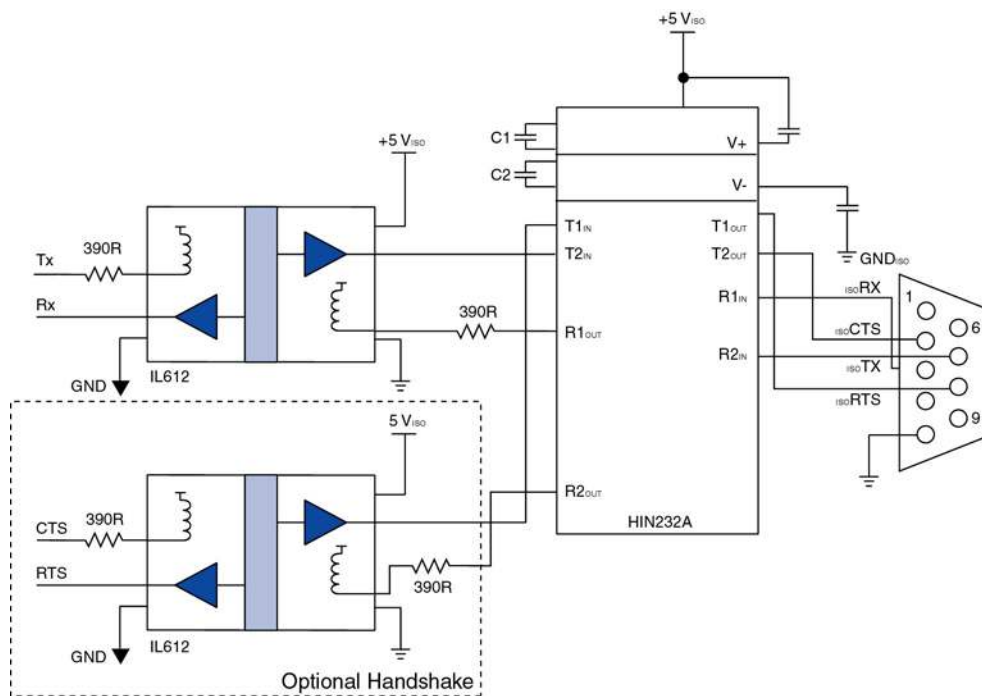 +5 VISO
C1
V+
+5 VISO
C2
V-
T1IN
T1OUT
390R
Tx
T2IN
T2OUT
GNDISO
ISORX
Rx
390R
R1IN
1
6
R1OUT
ISOCTS
R2IN
ISOTX
IL612
GND
ISORTS
9
5 VISO
R2OUT
390R
CTS
HIN232A
RTS
390R
IL612
GND
Optional Handshake